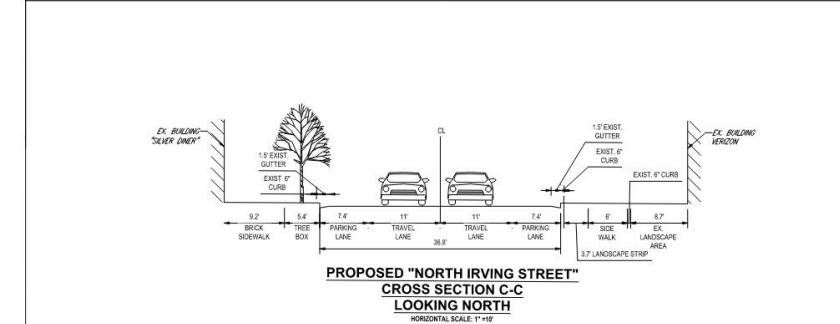 EX. BUILDING
"SILVER DINER"
1.5' EXIST.
GUTTER
EXIST. 6"
CURB
CL
1.5' EXIST.
GUTTER
EXIST. 6"
CURB
EXIST. 6" CURB
EX. BUILDING
VERIZON
9.2'
BRICK
SIDEWALK
5.4'
TREE
BOX
7.4'
PARKING
LANE
11'
TRAVEL
LANE
11'
TRAVEL
LANE
7.4'
PARKING
LANE
6'
SIDE
WALK
8.7'
EX.
LANDSCAPE
AREA
36.8'
3.7' LANDSCAPE STRIP
PROPOSED "NORTH IRVING STREET"
CROSS SECTION C-C
LOOKING NORTH
HORIZONTAL SCALE: 1" =10'